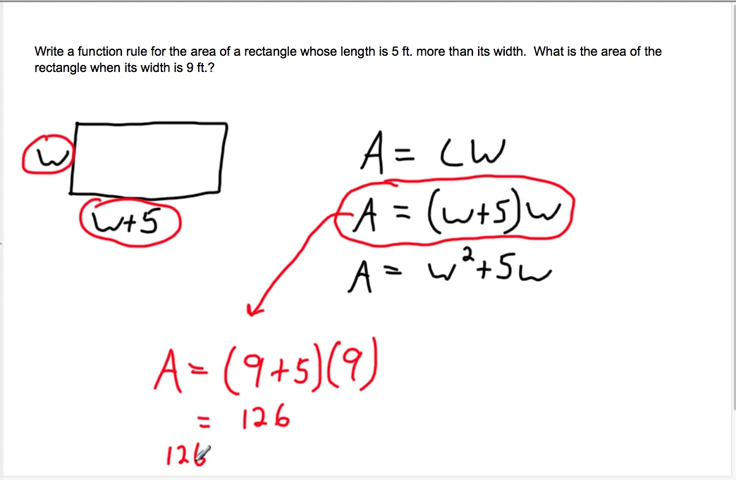 Write a function rule for the area of a rectangle whose length is 5 ft. more than its width.  What is the area of the
rectangle when its width is 9 ft.?
w
w+5
A = LW
A = (w+5)w
A = w²+5w
A = (9+5)(9)
= 126
126